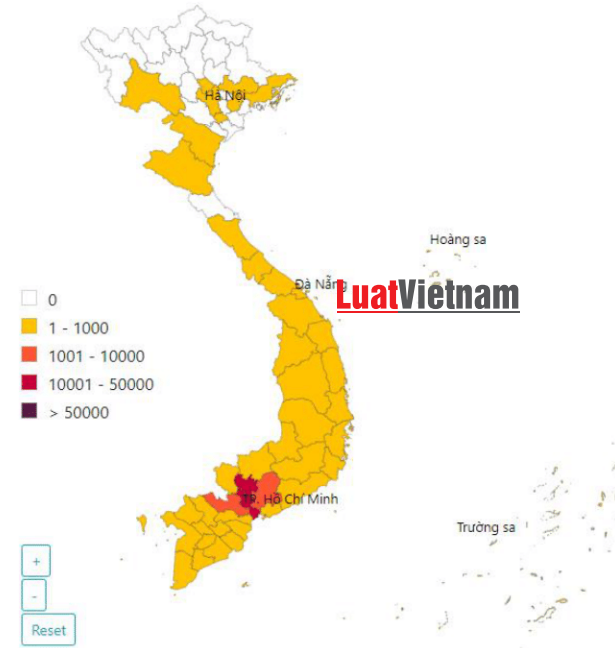 Hà Nội
Hoàng sa
Đà Nẵng
LuatVietnam
0
1 - 1000
1001 - 10000
10001 - 50000
> 50000
TP. Hồ Chí Minh
Trường sa
+
-
Reset